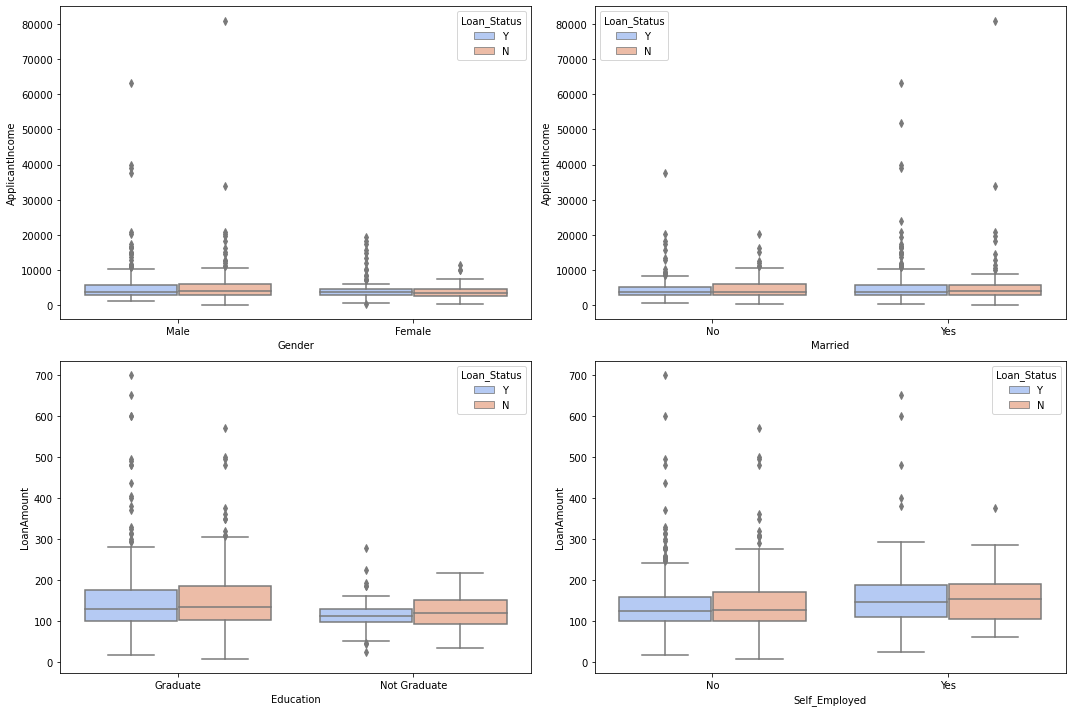 80000
70000
60000
50000
40000
30000
20000
10000
0
ApplicantIncome
Loan_Status
Y
N
Male
Female
Gender
80000
70000
60000
50000
40000
30000
20000
10000
0
ApplicantIncome
Loan_Status
Y
N
No
Yes
Married
700
600
500
400
300
200
100
0
LoanAmount
Loan_Status
Y
N
Graduate
Not Graduate
Education
700
600
500
400
300
200
100
0
LoanAmount
Loan_Status
Y
N
No
Yes
Self_Employed